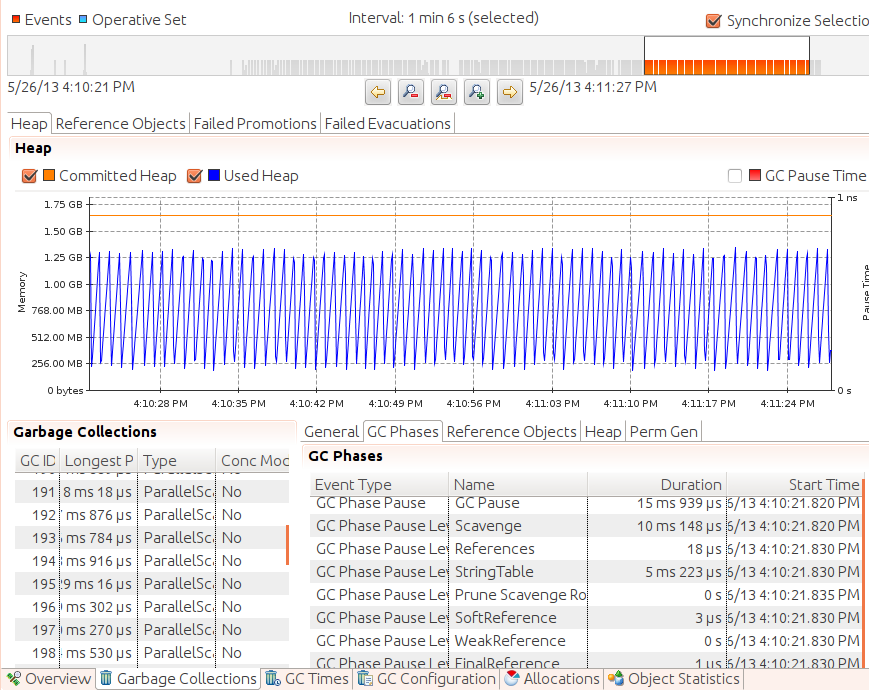 Events Operative Set Interval: 1 min 6 s (selected) Synchronize Selectio
5/26/13 4:10:21 PM 5/26/13 4:11:27 PM
Heap Reference Objects Failed Promotions Failed Evacuations
Heap
Committed Heap Used Heap GC Pause Time
1.75 GB
1.50 GB
1.25 GB
1.00 GB
768.00 MB
512.00 MB
256.00 MB
0 bytes
Memory
1 ns
0 s
Pause Time
4:10:28 PM 4:10:35 PM 4:10:42 PM 4:10:49 PM 4:10:56 PM 4:11:03 PM 4:11:10 PM 4:11:17 PM 4:11:24 PM
Garbage Collections
GC ID Longest P Type Conc Mod
191 8 ms 18 µs ParallelSc No
192 ms 876 µs ParallelSc No
193 ms 784 µs ParallelSc No
194 ms 916 µs ParallelSc No
195 9 ms 16 µs ParallelSc No
196 ms 302 µs ParallelSc No
197 ms 270 µs ParallelSc No
198 ms 530 µs ParallelSc No
General GC Phases Reference Objects Heap Perm Gen
GC Phases
Event Type Name Duration Start Time
GC Phase Pause GC Pause 15 ms 939 µs 6/13 4:10:21.820 PM
GC Phase Pause Lev Scavenge 10 ms 148 µs 6/13 4:10:21.820 PM
GC Phase Pause Lev References 18 µs 6/13 4:10:21.830 PM
GC Phase Pause Lev StringTable 5 ms 223 µs 6/13 4:10:21.830 PM
GC Phase Pause Lev Prune Scavenge Ro 0 s 6/13 4:10:21.835 PM
GC Phase Pause Lev SoftReference 3 µs 6/13 4:10:21.830 PM
GC Phase Pause Lev WeakReference 0 s 6/13 4:10:21.830 PM
GC Phase Pause Lev FinalReference 1 µs 6/13 4:10:21.830 PM
Overview Garbage Collections GC Times GC Configuration Allocations Object Statistics